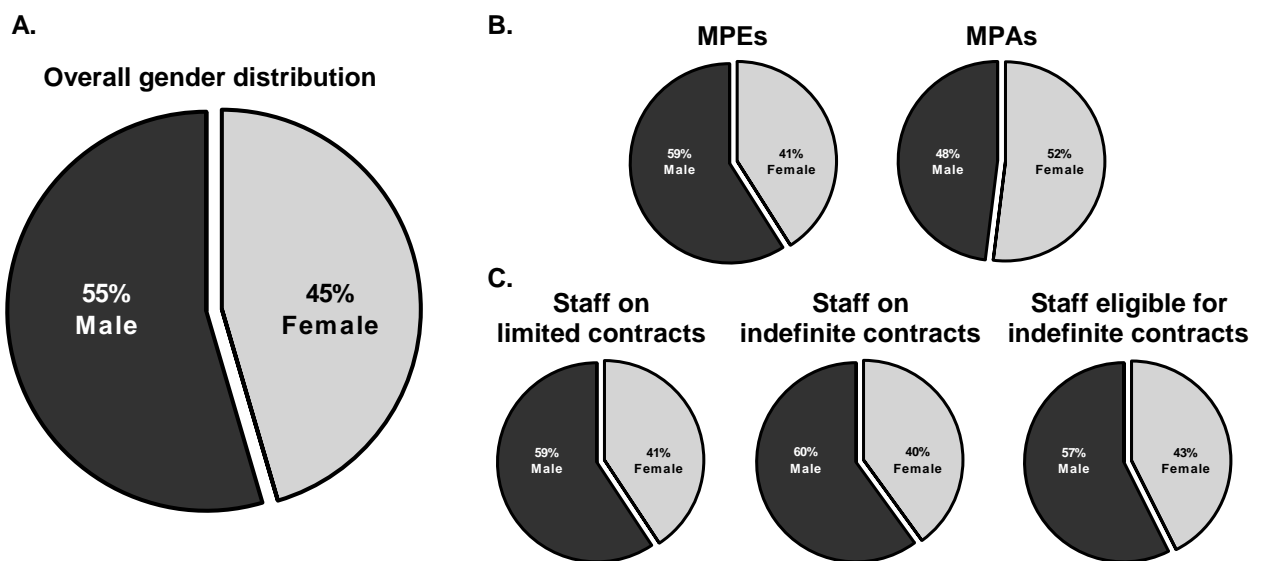 A.
Overall gender distribution
55%
Male
45%
Female
B.
MPEs
59%
Male
41%
Female
MPAs
48%
Male
52%
Female
C.
Staff on
limited contracts
59%
Male
41%
Female
Staff on
indefinite contracts
60%
Male
40%
Female
Staff eligible for
indefinite contracts
57%
Male
43%
Female